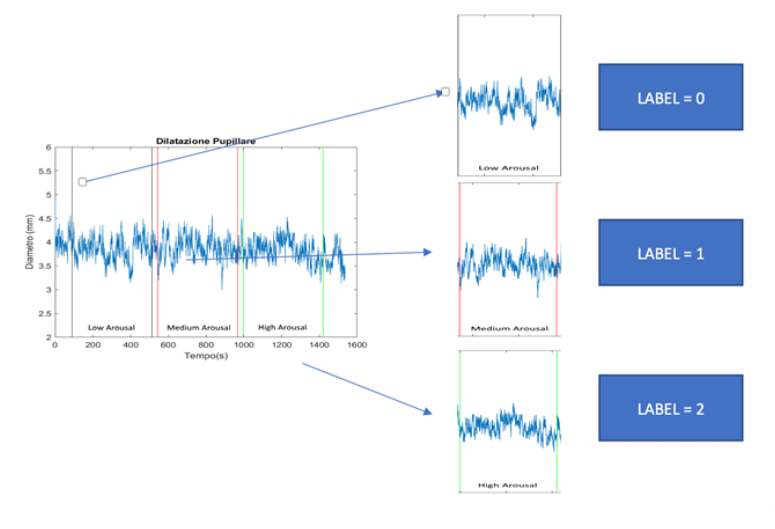 Dilatazione Pupillare
Diametro (mm)
6
5.5
5
4.5
4
3.5
3
2.5
2
Low Arousal
Medium Arousal
High Arousal
0
200
400
600
800
1000
1200
1400
1600
Tempo(s)
Low Arousal
LABEL = 0
Medium Arousal
LABEL = 1
High Arousal
LABEL = 2